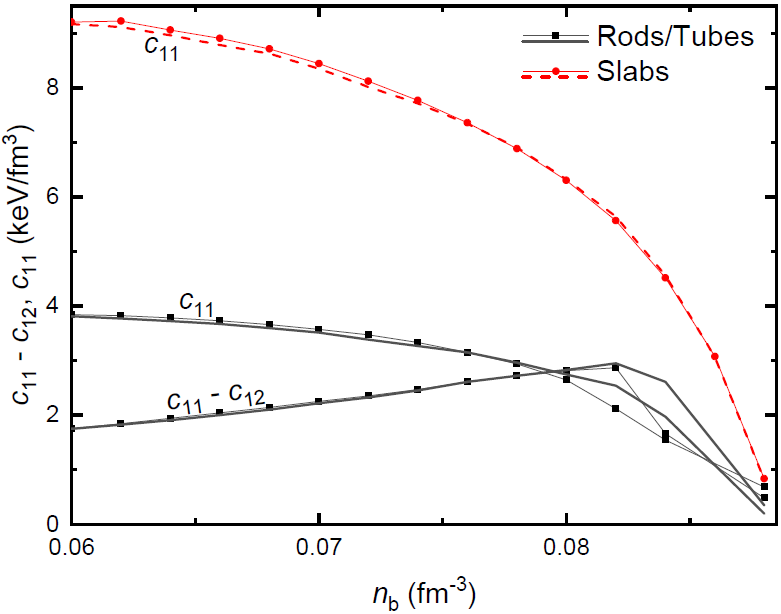 Rods/Tubes
Slabs
c11
c11
c11 - c12
8
6
4
2
0
0.06
0.07
0.08
c11 - c12, c11 (keV/fm3)
nb (fm-3)